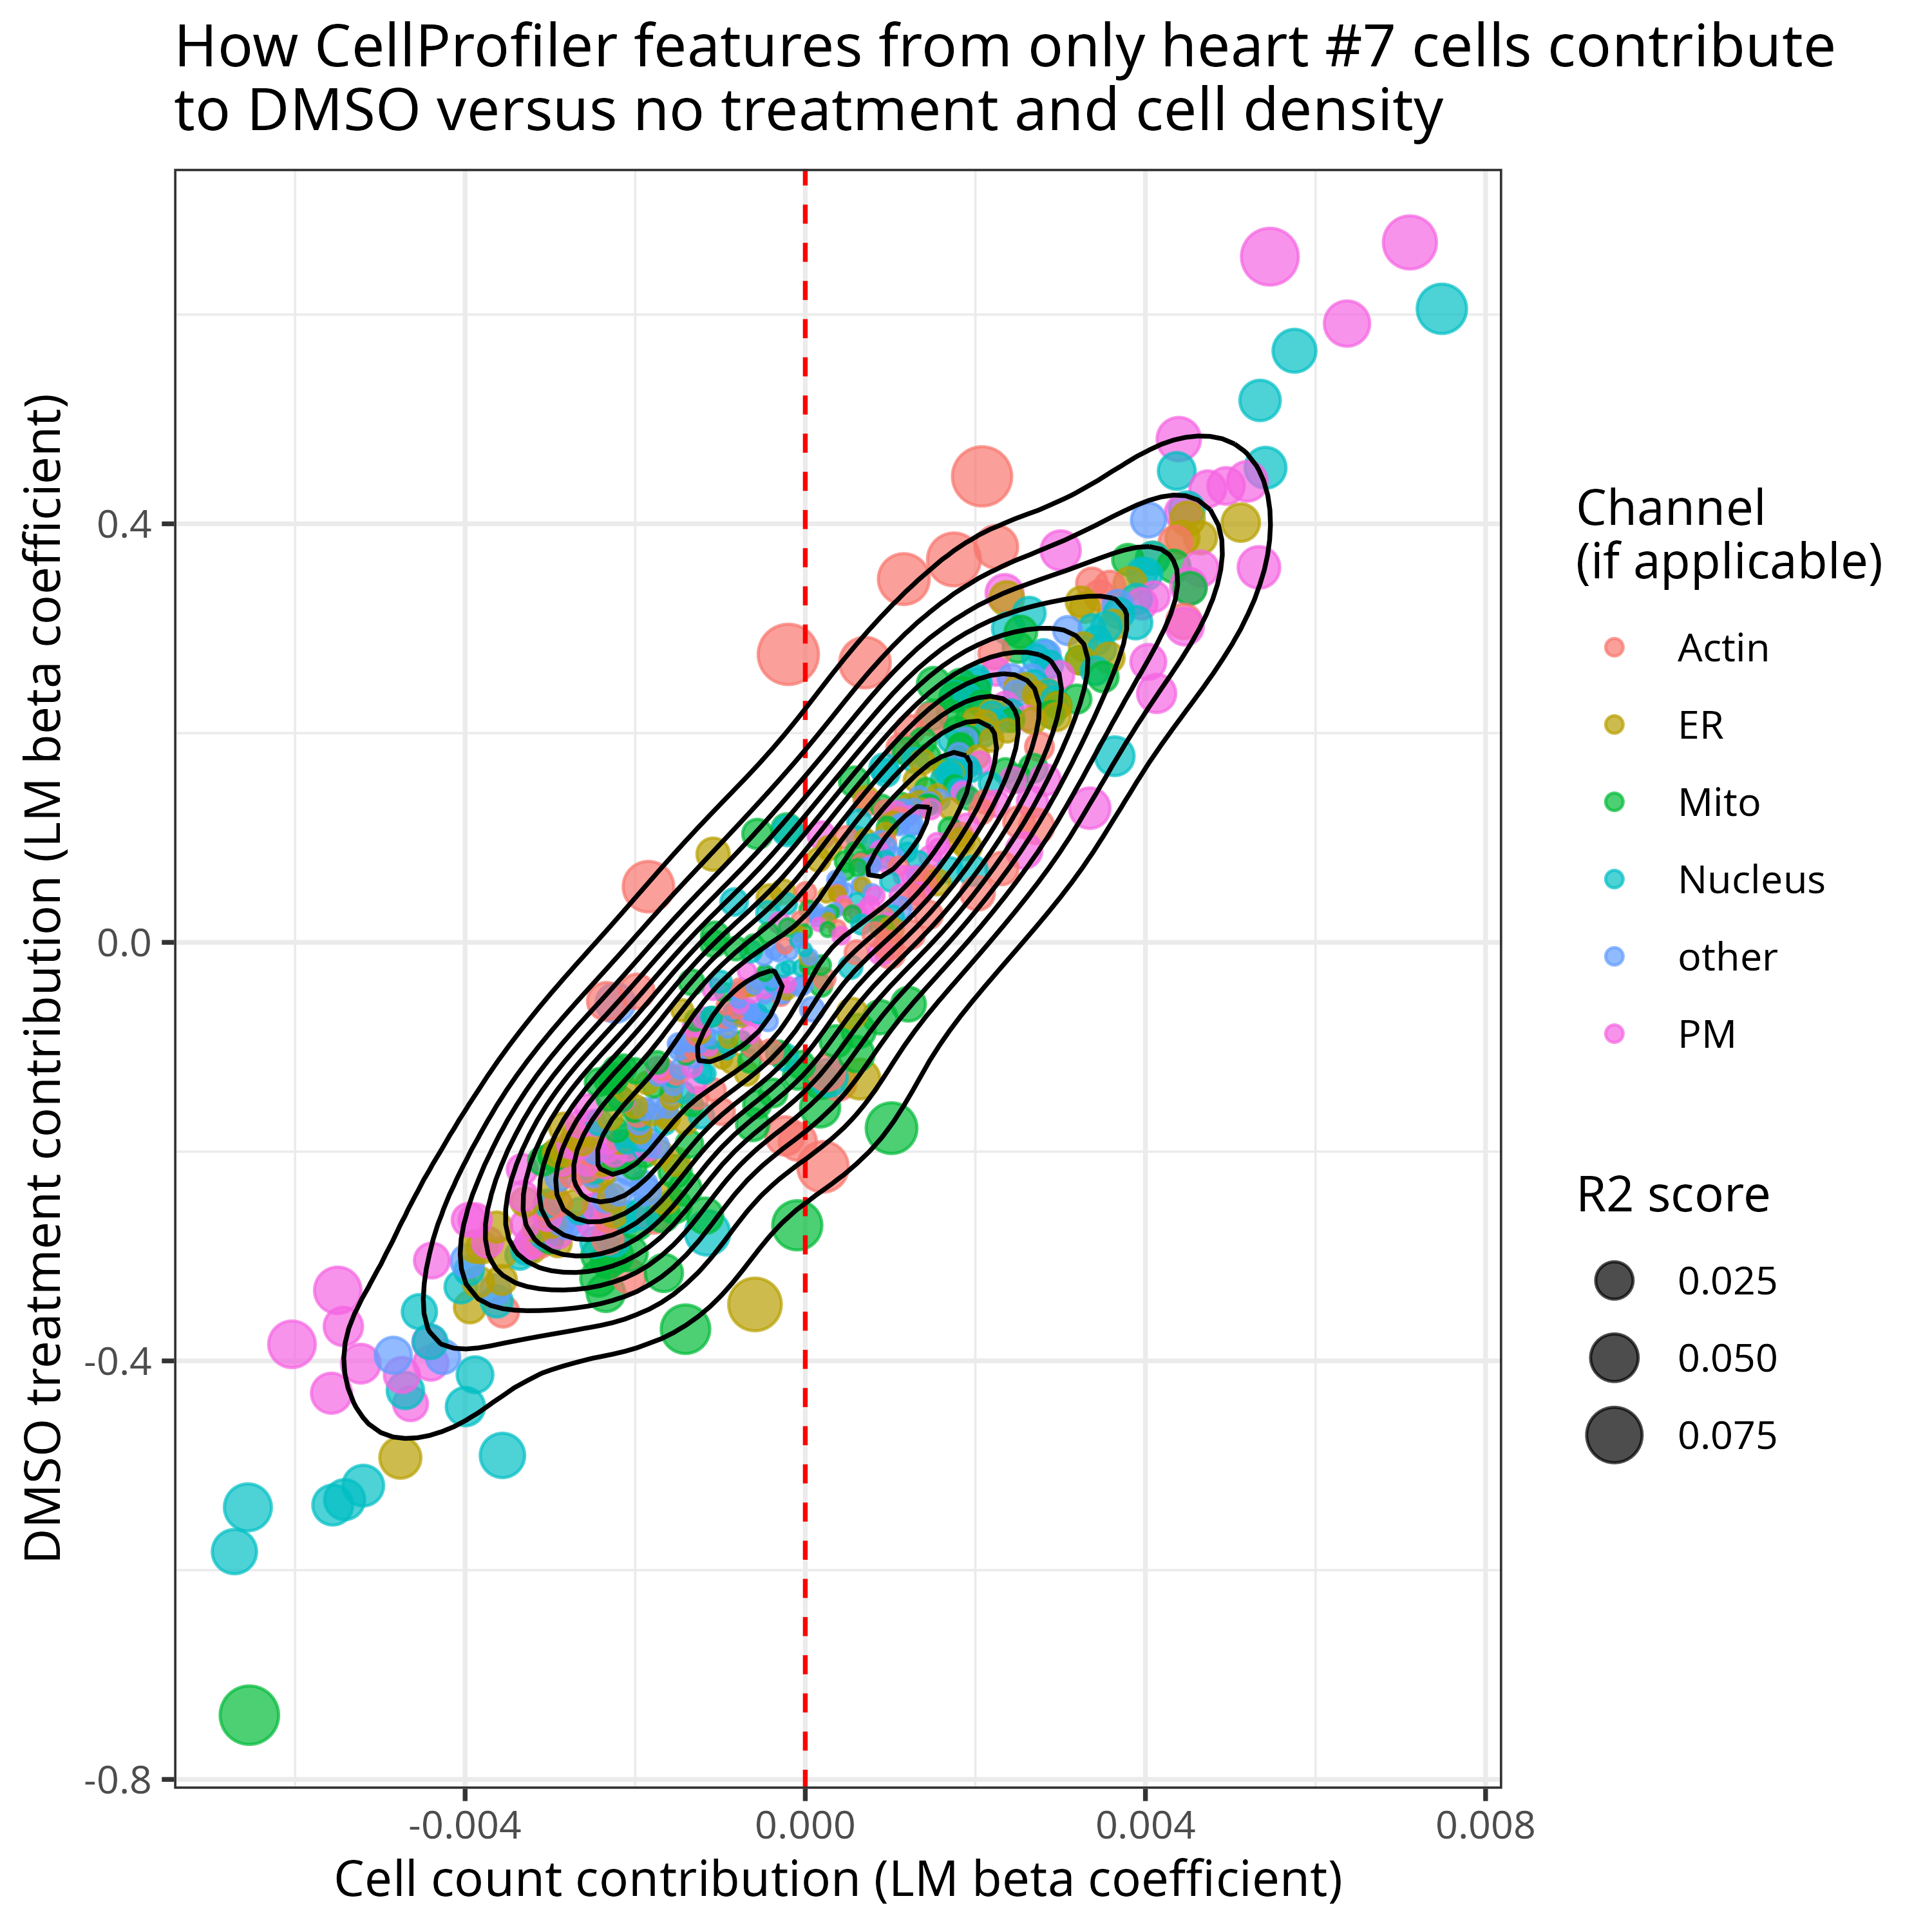 How CellProfiler features from only heart #7 cells contribute
to DMSO versus no treatment and cell density
DMSO treatment contribution (LM beta coefficient)
0.4
0.0
-0.4
-0.8
-0.004
0.000
0.004
0.008
Cell count contribution (LM beta coefficient)
Channel
(if applicable)
Actin
ER
Mito
Nucleus
other
PM
R2 score
0.025
0.050
0.075